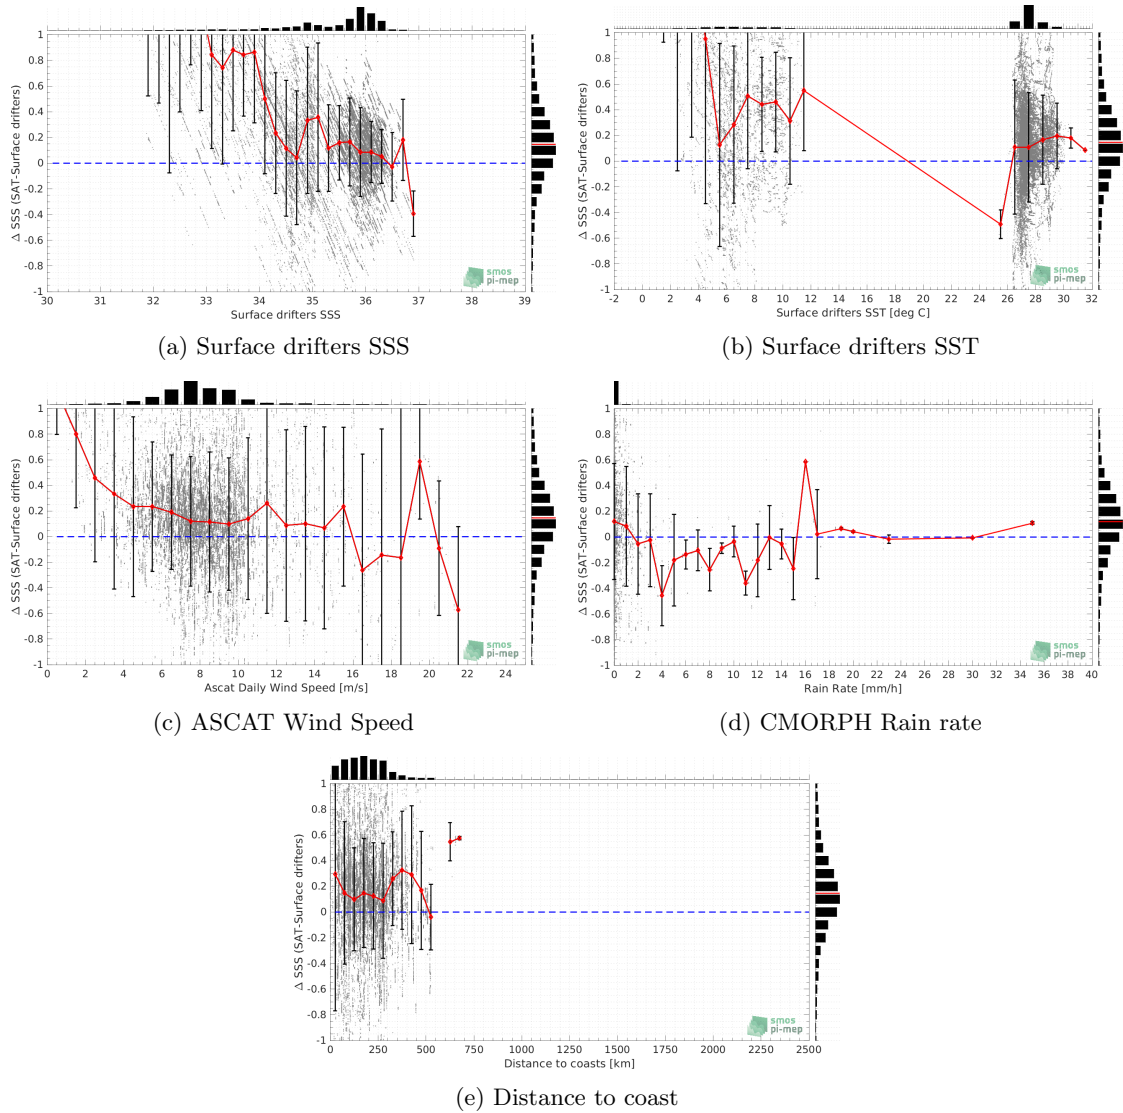 1
0.8
0.6
0.4
0.2
0
-0.2
-0.4
-0.6
-0.8
-1
Δ SSS (SAT-Surface drifters)
30 31 32 33 34 35 36 37 38 39
Surface drifters SSS
smos
pi-mep
(a) Surface drifters SSS
1
0.8
0.6
0.4
0.2
0
-0.2
-0.4
-0.6
-0.8
-1
Δ SSS (SAT-Surface drifters)
-2 0 2 4 6 8 10 12 14 16 18 20 22 24 26 28 30 32
Surface drifters SST [deg C]
smos
pi-mep
(b) Surface drifters SST
1
0.8
0.6
0.4
0.2
0
-0.2
-0.4
-0.6
-0.8
-1
Δ SSS (SAT-Surface drifters)
0 2 4 6 8 10 12 14 16 18 20 22 24
Ascat Daily Wind Speed [m/s]
smos
pi-mep
(c) ASCAT Wind Speed
1
0.8
0.6
0.4
0.2
0
-0.2
-0.4
-0.6
-0.8
-1
Δ SSS (SAT-Surface drifters)
0 2 4 6 8 10 12 14 16 18 20 22 24 26 28 30 32 34 36 38 40
Rain Rate [mm/h]
smos
pi-mep
(d) CMORPH Rain rate
1
0.8
0.6
0.4
0.2
0
-0.2
-0.4
-0.6
-0.8
-1
Δ SSS (SAT-Surface drifters)
0 250 500 750 1000 1250 1500 1750 2000 2250 2500
Distance to coasts [km]
smos
pi-mep
(e) Distance to coast